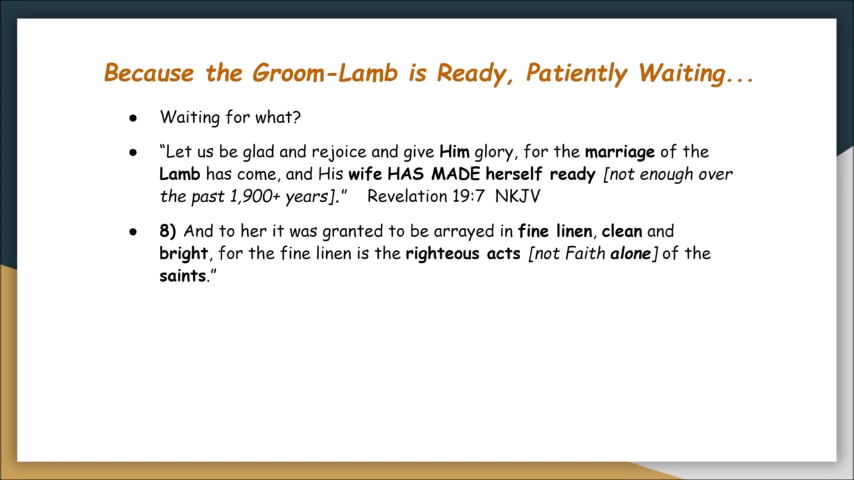 Because the Groom-Lamb is Ready, Patiently Waiting...
● Waiting for what?
● “Let us be glad and rejoice and give Him glory, for the marriage of the
Lamb has come, and His wife HAS MADE herself ready [not enough over
the past 1,900+ years].” Revelation 19:7 NKJV
● 8) And to her it was granted to be arrayed in fine linen, clean and
bright, for the fine linen is the righteous acts [not Faith alone] of the
saints.”